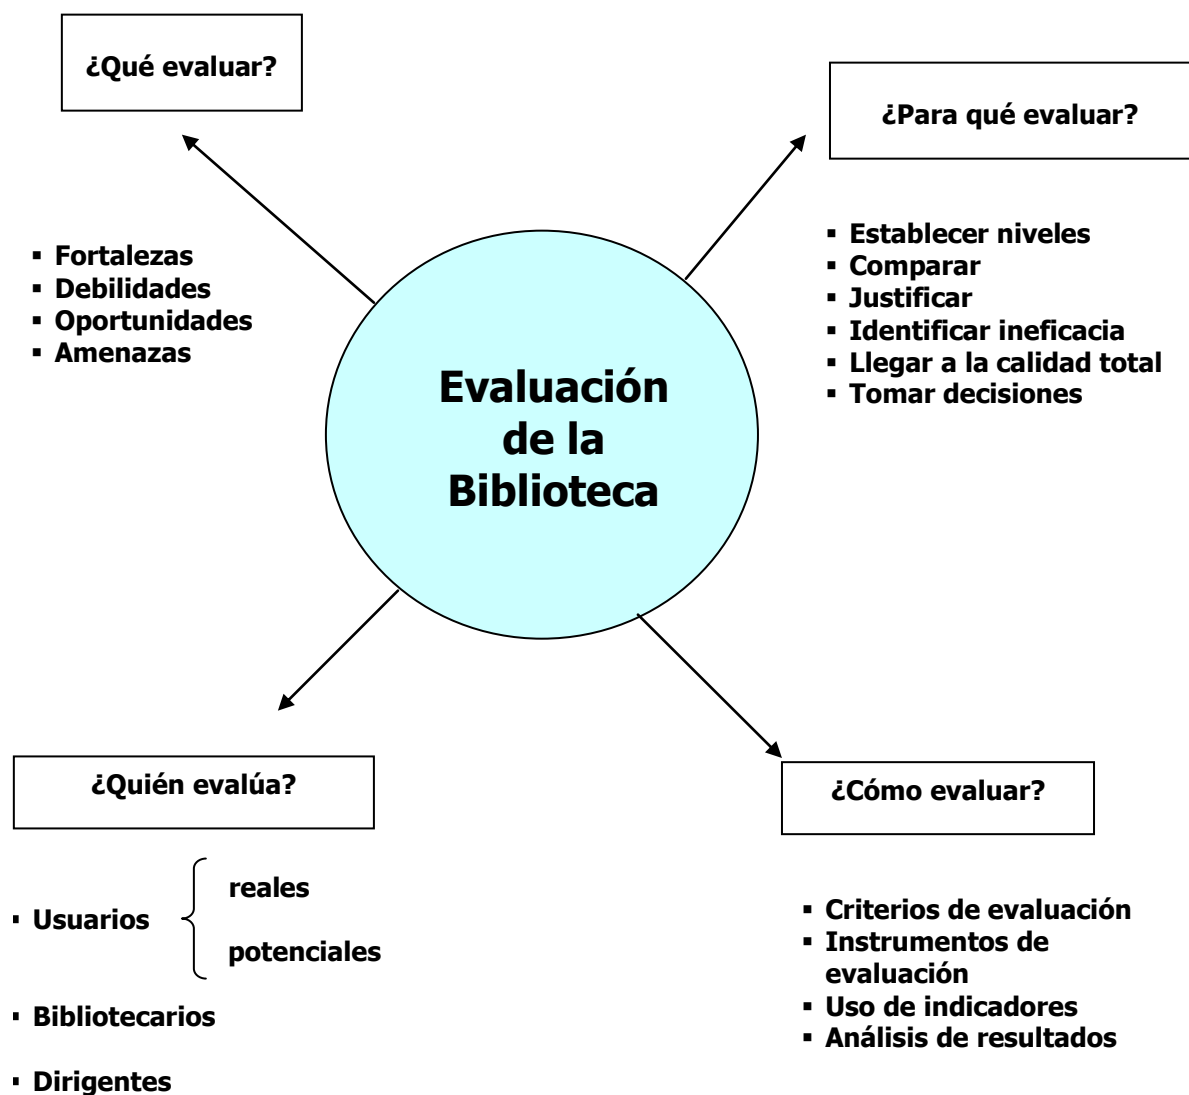 ¿Qué evaluar?
▪ Fortalezas
▪ Debilidades
▪ Oportunidades
▪ Amenazas
¿Para qué evaluar?
▪ Establecer niveles
▪ Comparar
▪ Justificar
▪ Identificar ineficacia
▪ Llegar a la calidad total
▪ Tomar decisiones
Evaluación
de la
Biblioteca
¿Quién evalúa?
▪ Usuarios
reales
potenciales
▪ Bibliotecarios
▪ Dirigentes
¿Cómo evaluar?
▪ Criterios de evaluación
▪ Instrumentos de
evaluación
▪ Uso de indicadores
▪ Análisis de resultados